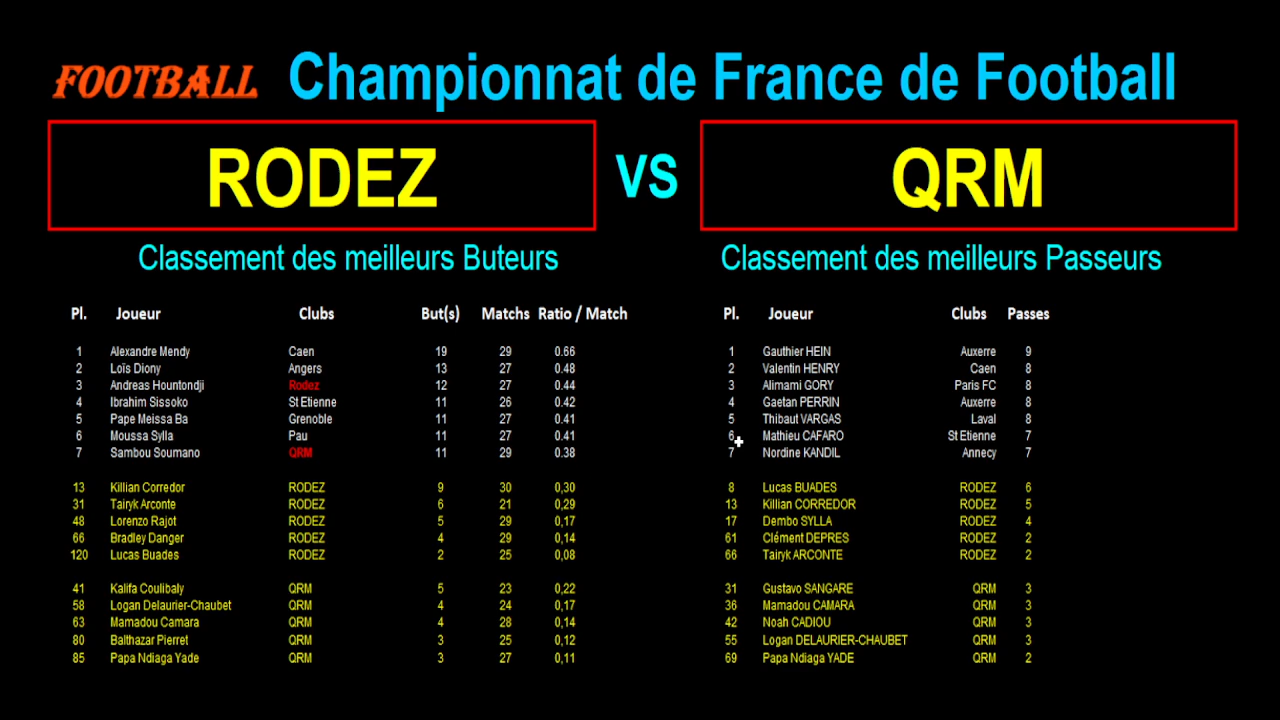 FOOTBALL Championnat de France de Football
RODEZ VS QRM
Classement des meilleurs Buteurs
Pl. Joueur Clubs But(s) Matchs Ratio / Match
1 Alexandre Mendy Caen 19 29 0.66
2 Loïs Diony Angers 13 27 0.48
3 Andreas Hountondji Rodez 12 27 0.44
4 Ibrahim Sissoko St Etienne 11 26 0.42
5 Pape Meissa Ba Grenoble 11 27 0.41
6 Moussa Sylla Pau 11 27 0.41
7 Sambou Soumano QRM 11 29 0.38
13 Killian Corredor RODEZ 9 30 0,30
31 Tairyk Arconte RODEZ 6 21 0,29
48 Lorenzo Rajot RODEZ 5 29 0,17
66 Bradley Danger RODEZ 4 29 0,14
120 Lucas Buades RODEZ 2 25 0,08
41 Kalifa Coulibaly QRM 5 23 0,22
58 Logan Delaurier-Chaubet QRM 4 24 0,17
63 Mamadou Camara QRM 4 28 0,14
80 Balthazar Pierret QRM 3 25 0,12
85 Papa Ndiaga Yade QRM 3 27 0,11
Classement des meilleurs Passeurs
Pl. Joueur Clubs Passes
1 Gauthier HEIN Auxerre 9
2 Valentin HENRY Caen 8
3 Alimami GORY Paris FC 8
4 Gaetan PERRIN Auxerre 8
5 Thibaut VARGAS Laval 8
6 Mathieu CAFARO St Etienne 7
7 Nordine KANDIL Annecy 7
8 Lucas BUADES RODEZ 6
13 Killian CORREDOR RODEZ 5
17 Dembo SYLLA RODEZ 4
61 Clément DEPRES RODEZ 2
66 Tairyk ARCONTE RODEZ 2
31 Gustavo SANGARE QRM 3
36 Mamadou CAMARA QRM 3
42 Noah CADIOU QRM 3
55 Logan DELAURIER-CHAUBET QRM 3
69 Papa Ndiaga YADE QRM 2